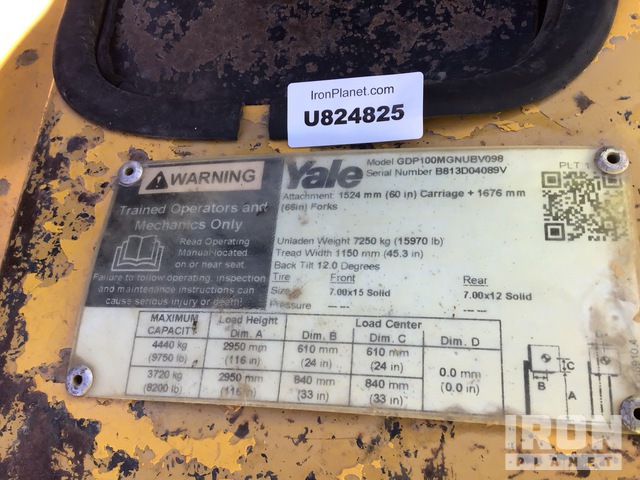 IronPlanet.com
U824825
WARNING
Trained Operators and
Mechanics Only
Read Operating
Manual-located
on or near seat.
Failure to follow operating, inspection
and maintenance instructions can
cause serious injury or death!
Yale
Model GDP100MGNUBV098
Serial Number B813D04089V
PLT 1
Attachment: 1524 mm (60 in) Carriage + 1676 mm
(66in) Forks
Unladen Weight 7250 kg (15970 lb)
Tread Width 1150 mm (45.3 in)
Back Tilt 12.0 Degrees
Tire Front Rear
Size 7.00x15 Solid 7.00x12 Solid
Pressure --- --- --- ---
MAXIMUM CAPACITY
Load Height Dim. A
Load Center
Dim. B Dim. C Dim. D
4440 kg (9750 lb) 2950 mm (116 in) 610 mm (24 in) 610 mm (24 in) 0.0 mm (0.0 in)
3720 kg (8200 lb) 2950 mm (116 in) 840 mm (33 in) 840 mm (33 in)
B C A
IRON
PLANET